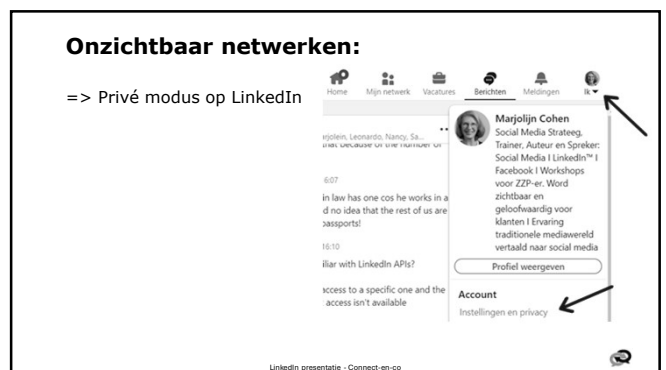 Onzichtbaar netwerken:
=> Privé modus op LinkedIn
Home Mijn netwerk Vacatures Berichten Meldingen Ik
Leonardo, Nancy, Sa...
that because of the number of
6:07
in law has one cos he works in a
d no idea that the rest of us are
passports!
16:10
iliar with LinkedIn APIs?
access to a specific one and the
access isn't available
Marjolijn Cohen
Social Media Strateeg,
Trainer, Auteur en Spreker:
Social Media I LinkedIn™ I
Facebook I Workshops
voor ZZP-er. Word
zichtbaar en
geloofwaardig voor
klanten I Ervaring
traditionele mediawereld
vertaald naar social media
Profiel weergeven
Account
Instellingen en privacy
LinkedIn presentatie - Connect-en-co